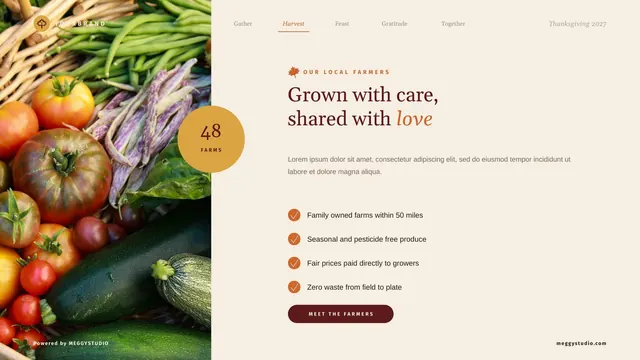 BRAND
Gather
Harvest
Feast
Gratitude
Together
Thanksgiving 2027
OUR LOCAL FARMERS
Grown with care,
shared with love
48
FARMS
Lorem ipsum dolor sit amet, consectetur adipiscing elit, sed do eiusmod tempor incididunt ut
labore et dolore magna aliqua.
Family owned farms within 50 miles
Seasonal and pesticide free produce
Fair prices paid directly to growers
Zero waste from field to plate
MEET THE FARMERS
Powered by MEGGYSTUDIO
meggystudio.com